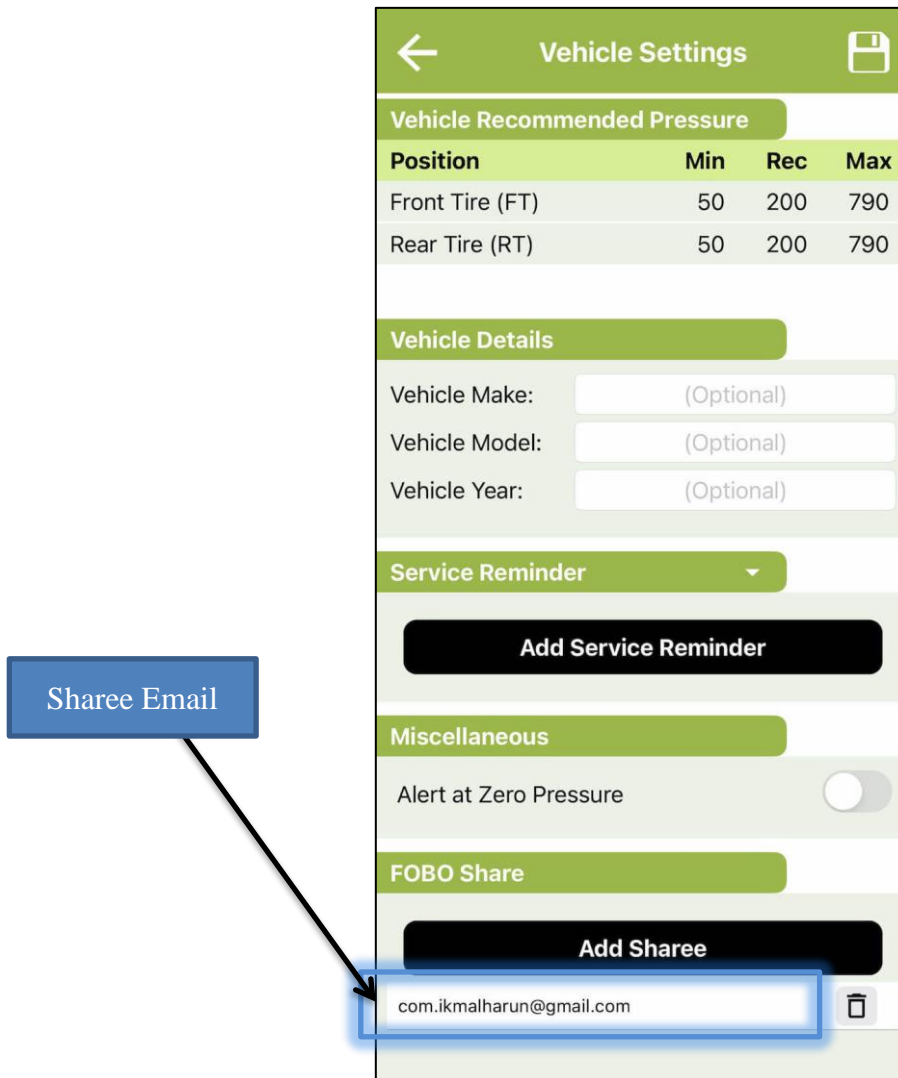 Vehicle Settings
Vehicle Recommended Pressure
Position Min Rec Max
Front Tire (FT) 50 200 790
Rear Tire (RT) 50 200 790
Vehicle Details
Vehicle Make: (Optional)
Vehicle Model: (Optional)
Vehicle Year: (Optional)
Service Reminder
Add Service Reminder
Sharee Email
Miscellaneous
Alert at Zero Pressure
FOBO Share
Add Sharee
com.ikmalharun@gmail.com